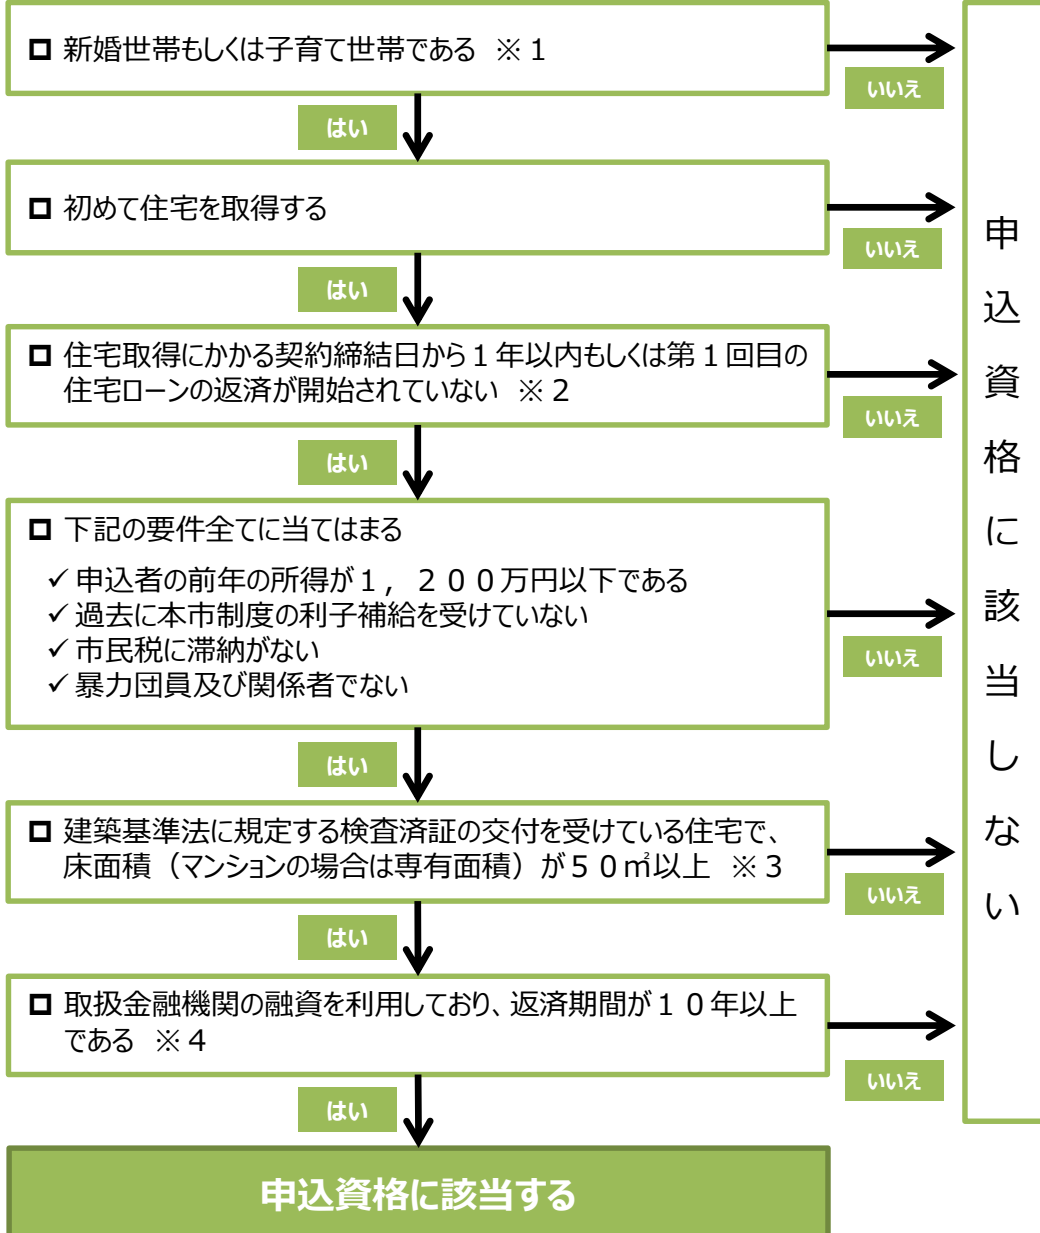 新婚世帯もしくは子育て世帯である ※1
いいえ
はい
初めて住宅を取得する
いいえ
はい
住宅取得にかかる契約締結日から１年以内もしくは第１回目の
住宅ローンの返済が開始されていない ※2
いいえ
はい
下記の要件全てに当てはまる
✓申込者の前年の所得が１，２００万円以下である
✓過去に本市制度の利子補給を受けていない
✓市民税に滞納がない
✓暴力団員及び関係者でない
いいえ
はい
建築基準法に規定する検査済証の交付を受けている住宅で、
床面積（マンションの場合は専有面積）が５０㎡以上 ※3
いいえ
はい
取扱金融機関の融資を利用しており、返済期間が１０年以上
である ※4
いいえ
はい
申込資格に該当する
申込資格に該当しない